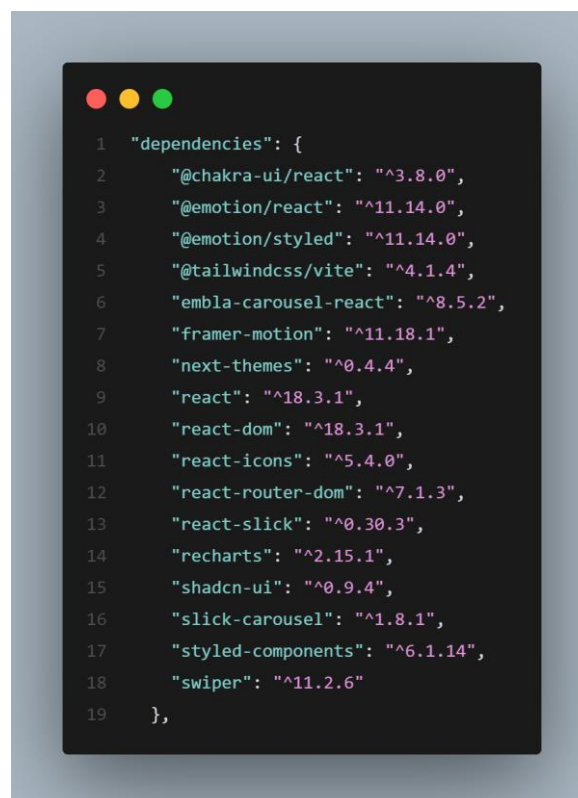 1 "dependencies": {
2 "@chakra-ui/react": "^3.8.0",
3 "@emotion/react": "^11.14.0",
4 "@emotion/styled": "^11.14.0",
5 "@tailwindcss/vite": "^4.1.4",
6 "embla-carousel-react": "^8.5.2",
7 "framer-motion": "^11.18.1",
8 "next-themes": "^0.4.4",
9 "react": "^18.3.1",
10 "react-dom": "^18.3.1",
11 "react-icons": "^5.4.0",
12 "react-router-dom": "^7.1.3",
13 "react-slick": "^0.30.3",
14 "recharts": "^2.15.1",
15 "shadcn-ui": "^0.9.4",
16 "slick-carousel": "^1.8.1",
17 "styled-components": "^6.1.14",
18 "swiper": "^11.2.6"
19 },